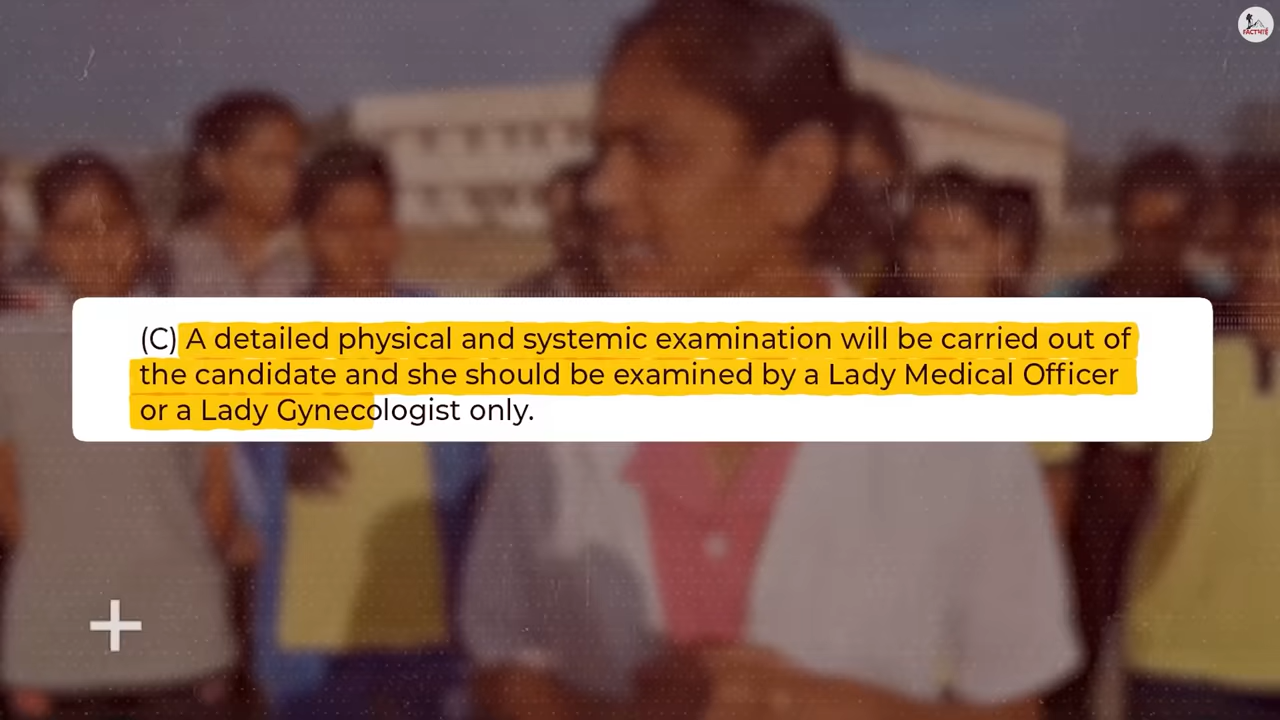 FACTचाई
(C) A detailed physical and systemic examination will be carried out of
the candidate and she should be examined by a Lady Medical Officer
or a Lady Gynecologist only.